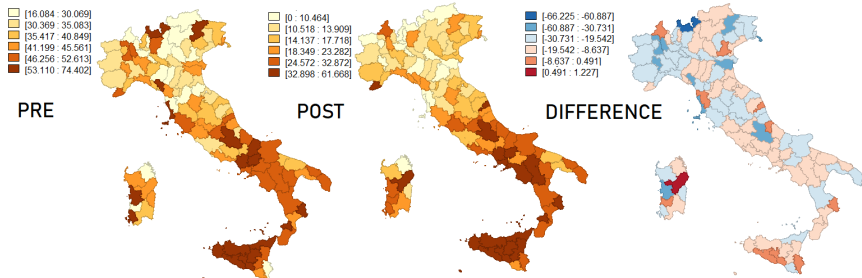 [16.084 : 30.069]
[30.369 : 35.083]
[35.417 : 40.849]
[41.199 : 45.561]
[46.256 : 52.613]
[53.110 : 74.402]
PRE
[0 : 10.464]
[10.518 : 13.909]
[14.137 : 17.718]
[18.349 : 23.282]
[24.572 : 32.872]
[32.898 : 61.668]
POST
[-66.225 : -60.887]
[-60.887 : -30.731]
[-30.731 : -19.542]
[-19.542 : -8.637]
[-8.637 : 0.491]
[0.491 : 1.227]
DIFFERENCE